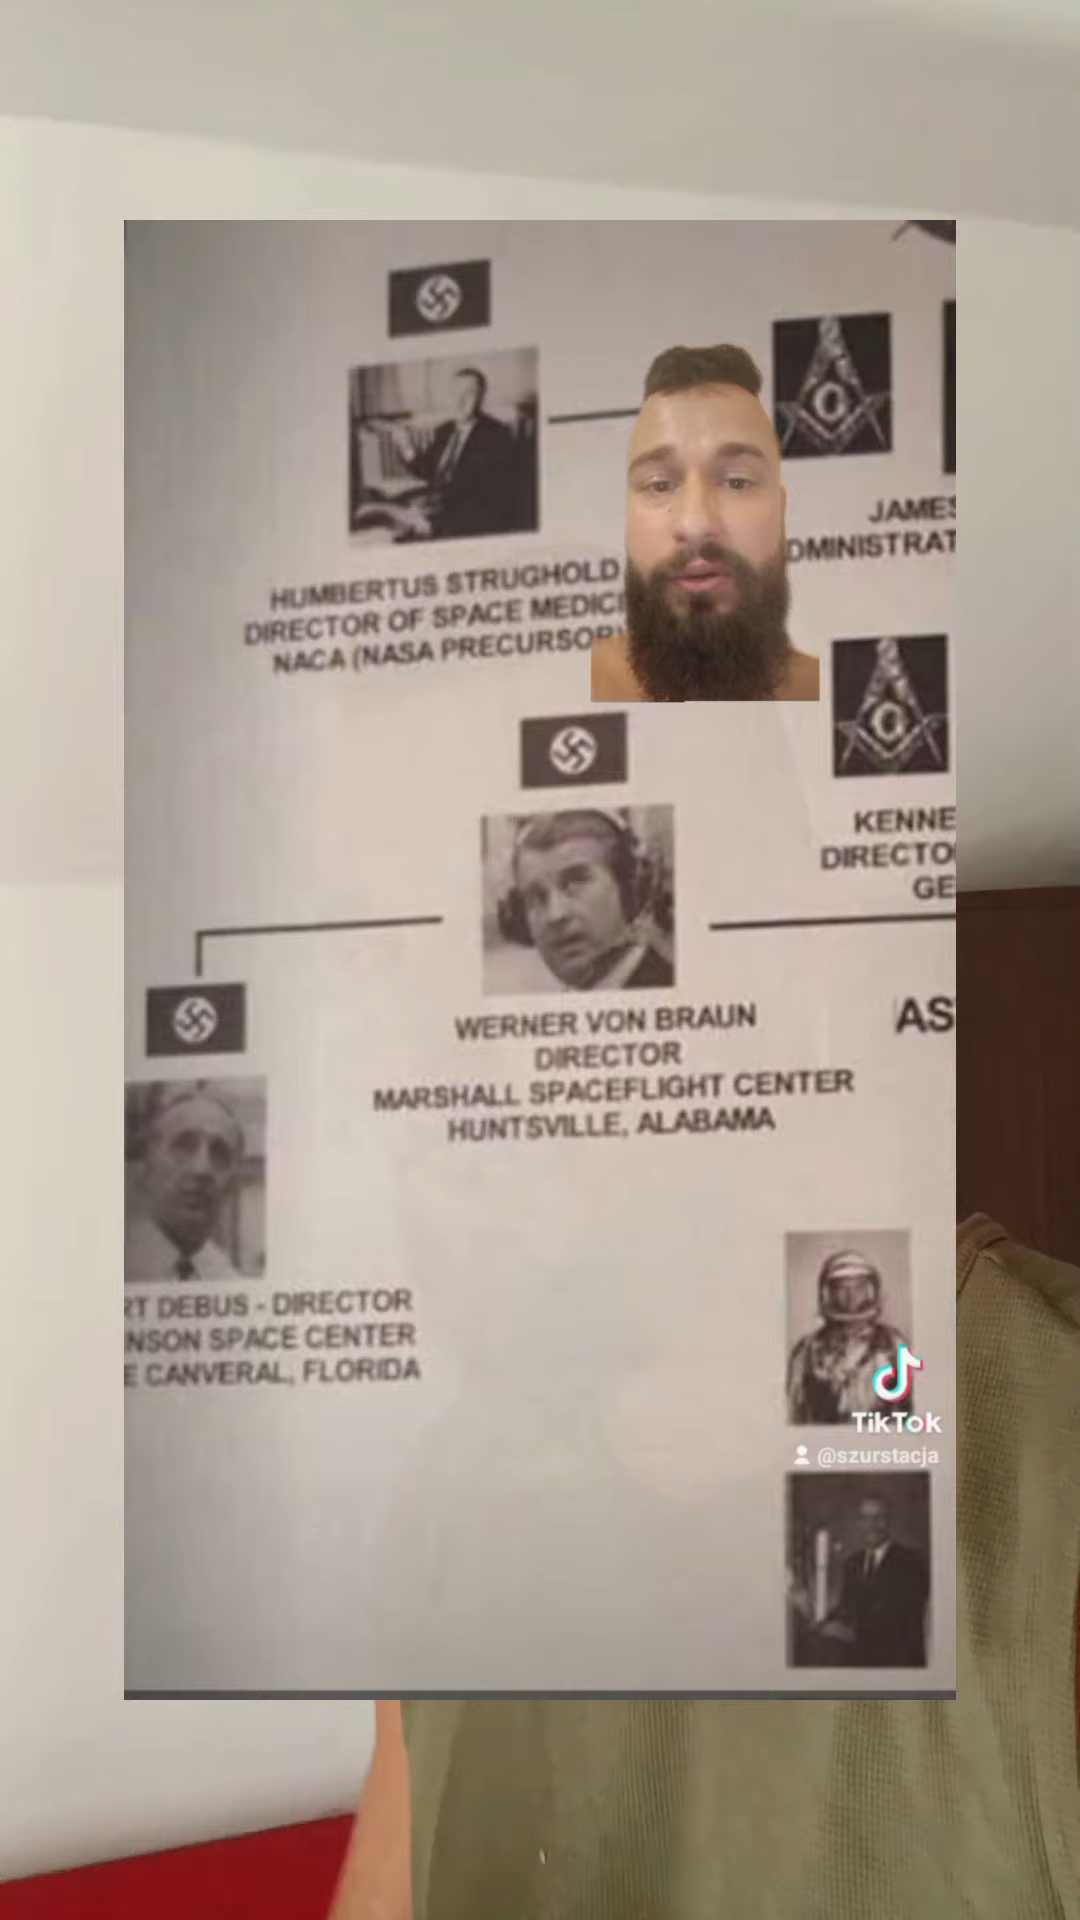 HUMBERTUS STRUGHOLD
DIRECTOR OF SPACE MEDICI
NACA (NASA PRECURSOR)
JAMES
DMINISTRAT
KENNE
DIRECTO
GE
WERNER VON BRAUN
DIRECTOR
MARSHALL SPACEFLIGHT CENTER
HUNTSVILLE, ALABAMA
AS
RT DEBUS - DIRECTOR
NSON SPACE CENTER
E CANVERAL, FLORIDA
TikTok
@szurstacja